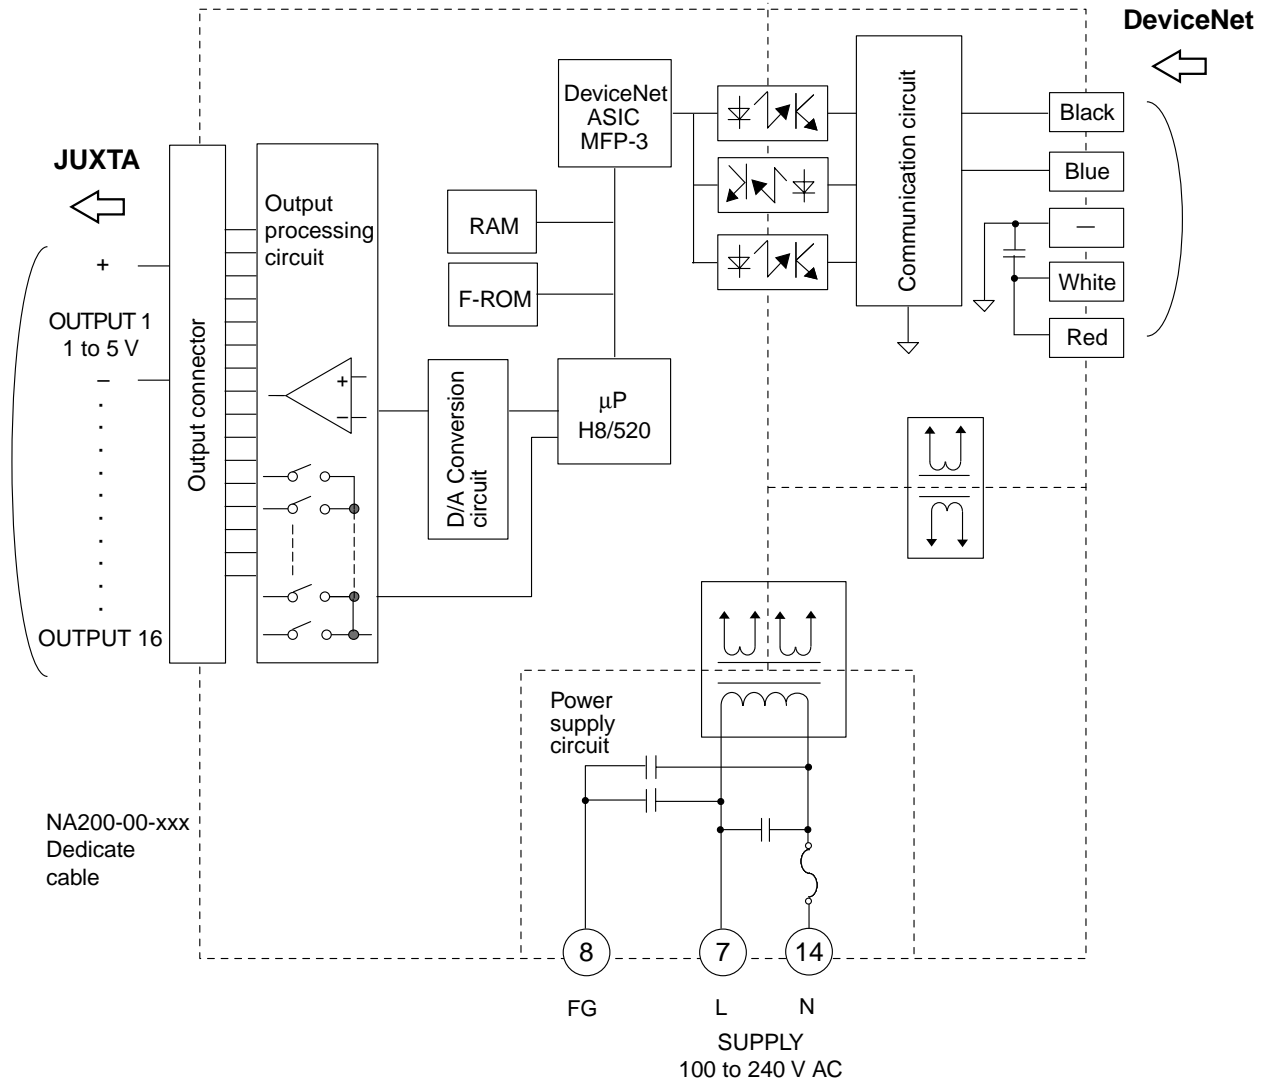 DeviceNet
JUXTA
+
OUTPUT 1
1 to 5 V
−
OUTPUT 16
Output connector
Output
processing
circuit
+
−
RAM
F-ROM
DeviceNet
ASIC
MFP-3
D/A Conversion
circuit
µP
H8/520
Communication circuit
Black
Blue
—
White
Red
Power
supply
circuit
NA200-00-xxx
Dedicate
cable
8
7
14
FG
L
N
SUPPLY
100 to 240 V AC